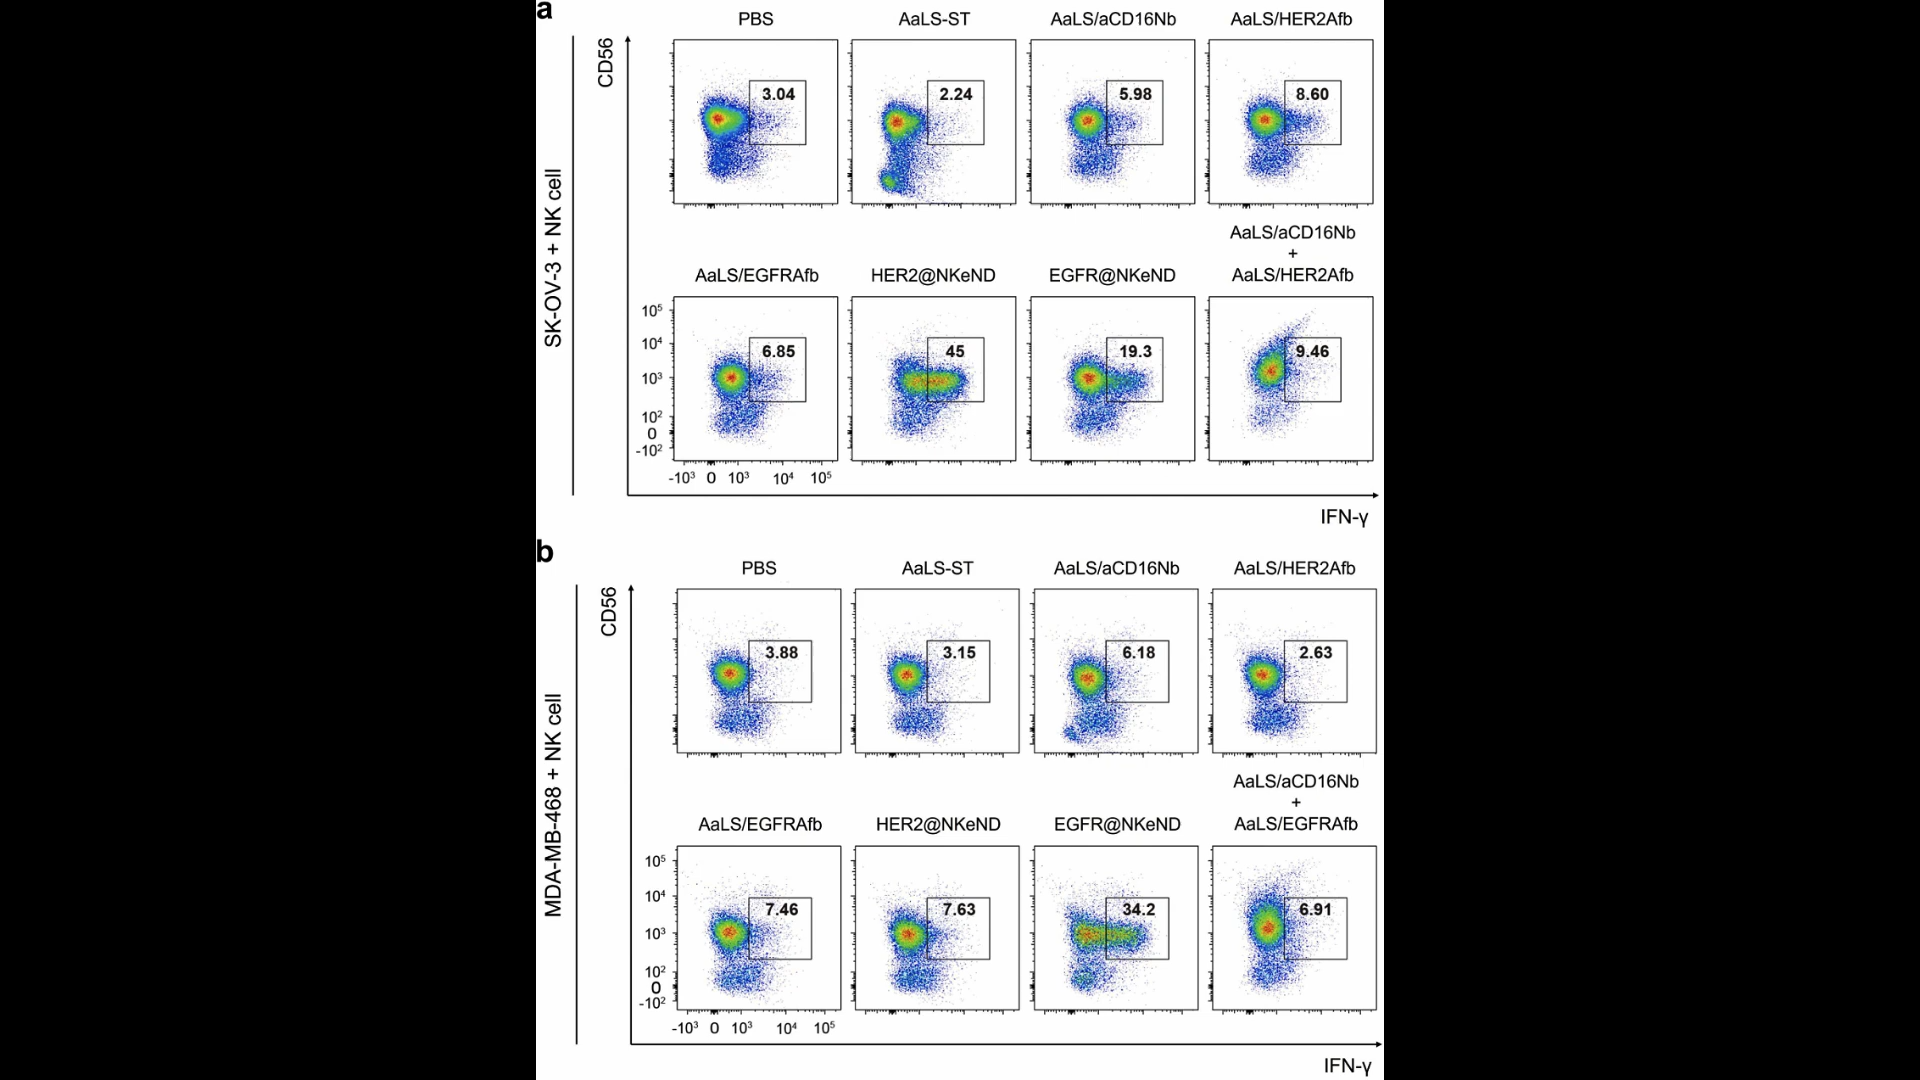 a
PBS
AaLS-ST
AaLS/aCD16Nb
AaLS/HER2Afb
CD56
3.04
2.24
5.98
8.60
SK-OV-3 + NK cell
AaLS/EGFRAfb
HER2@NKeND
EGFR@NKeND
AaLS/aCD16Nb
+
AaLS/HER2Afb
10⁵
10⁴
10³
10²
0
-10²
6.85
45
19.3
9.46
-10³ 0 10³ 10⁴ 10⁵
IFN-γ
b
PBS
AaLS-ST
AaLS/aCD16Nb
AaLS/HER2Afb
CD56
3.88
3.15
6.18
2.63
MDA-MB-468 + NK cell
AaLS/EGFRAfb
HER2@NKeND
EGFR@NKeND
AaLS/aCD16Nb
+
AaLS/EGFRAfb
10⁵
10⁴
10³
10²
0
-10²
7.46
7.63
34.2
6.91
-10³ 0 10³ 10⁴ 10⁵
IFN-γ